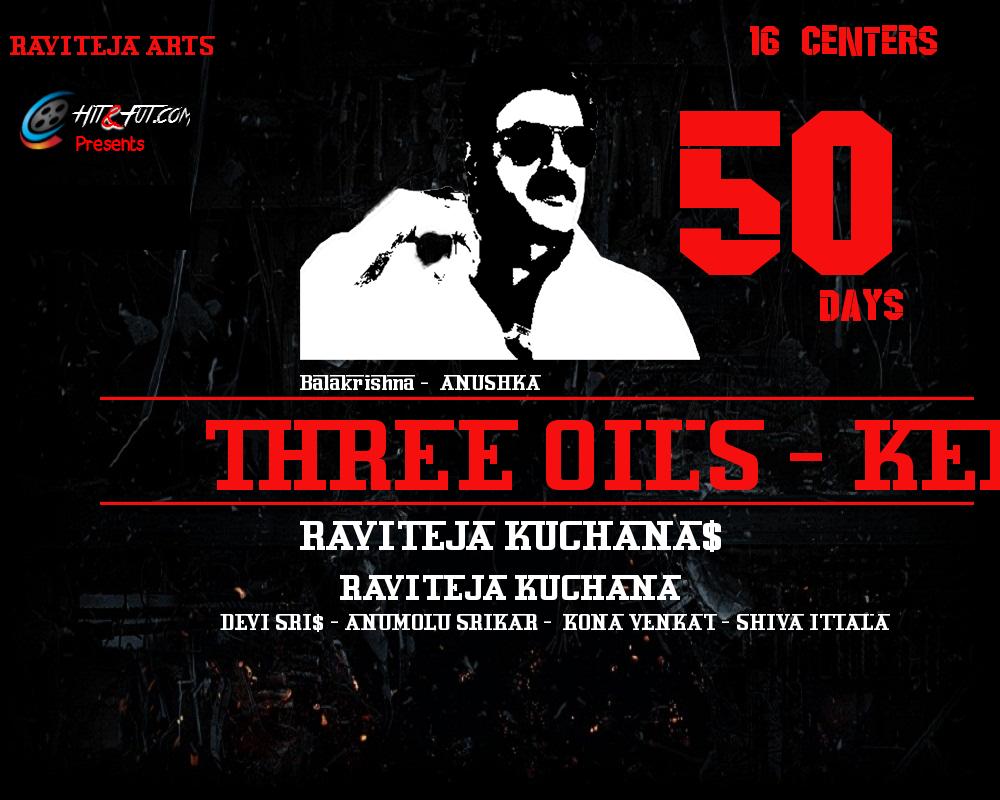 RAVITEJA ARTS
16 CENTERS
HIT&FUT.COM
Presents
50
DAYS
Balakrishna - ANUSHKA
THREE OILS -
RAVITEJA KUCHANA$
RAVITEJA KUCHANA
DEVI SRI$ - ANUMOLU SRIKAR - KONA VENKAT - SHIVA ITTALA